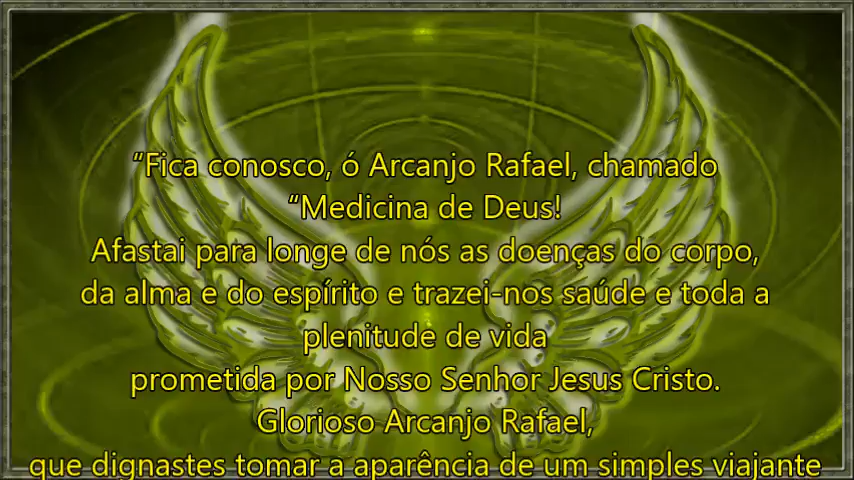 “Fica conosco, ó Arcanjo Rafael, chamado
“Medicina de Deus!
Afastai para longe de nós as doenças do corpo,
da alma e do espírito e trazei-nos saúde e toda a
plenitude de vida
prometida por Nosso Senhor Jesus Cristo.
Glorioso Arcanjo Rafael,
que dignastes tomar a aparência de um simples viajante